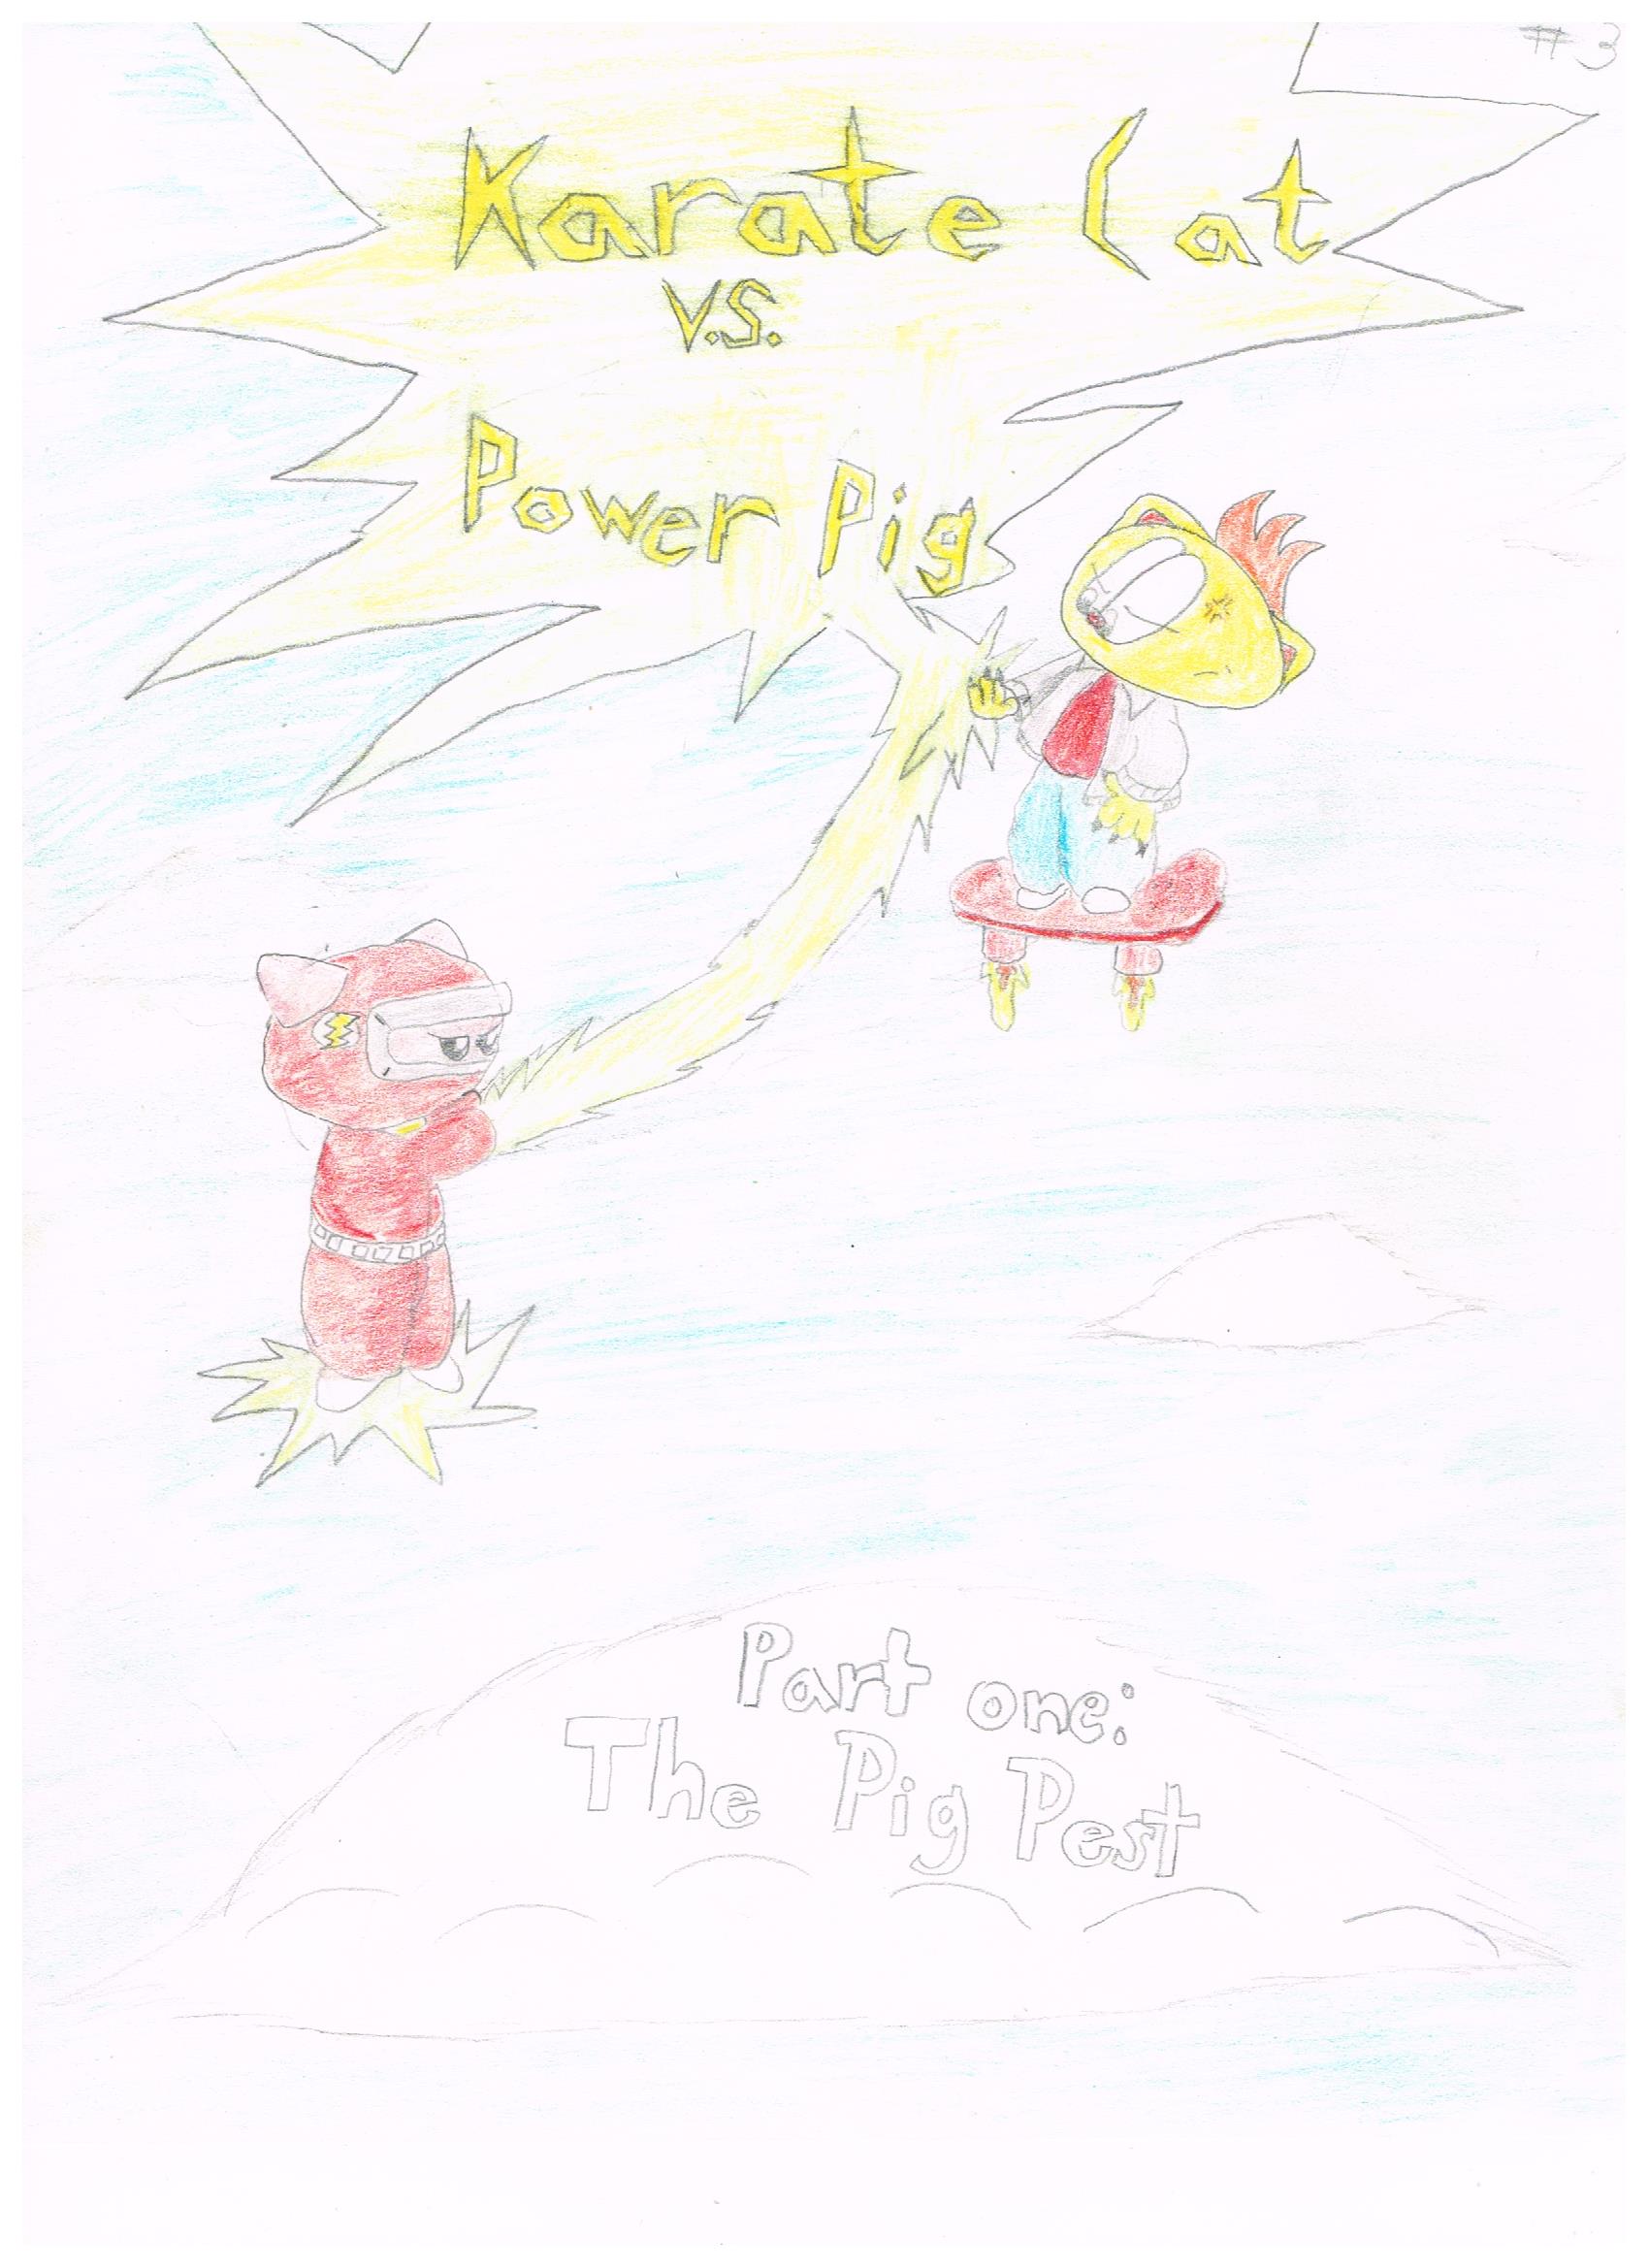 #3
Karate Cat
V.S.
Power Pig
Part one:
The Pig Pest